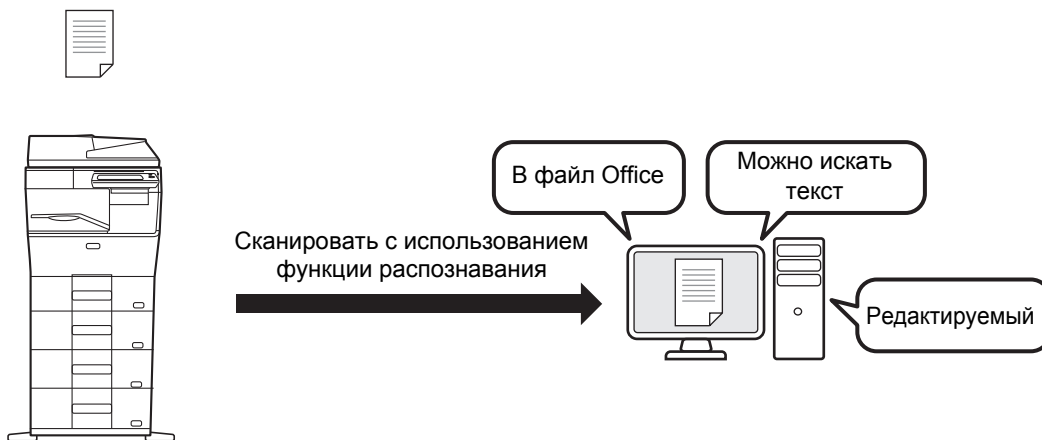 В файл Office
Можно искать
текст
Сканировать с использованием
функции распознавания
Редактируемый